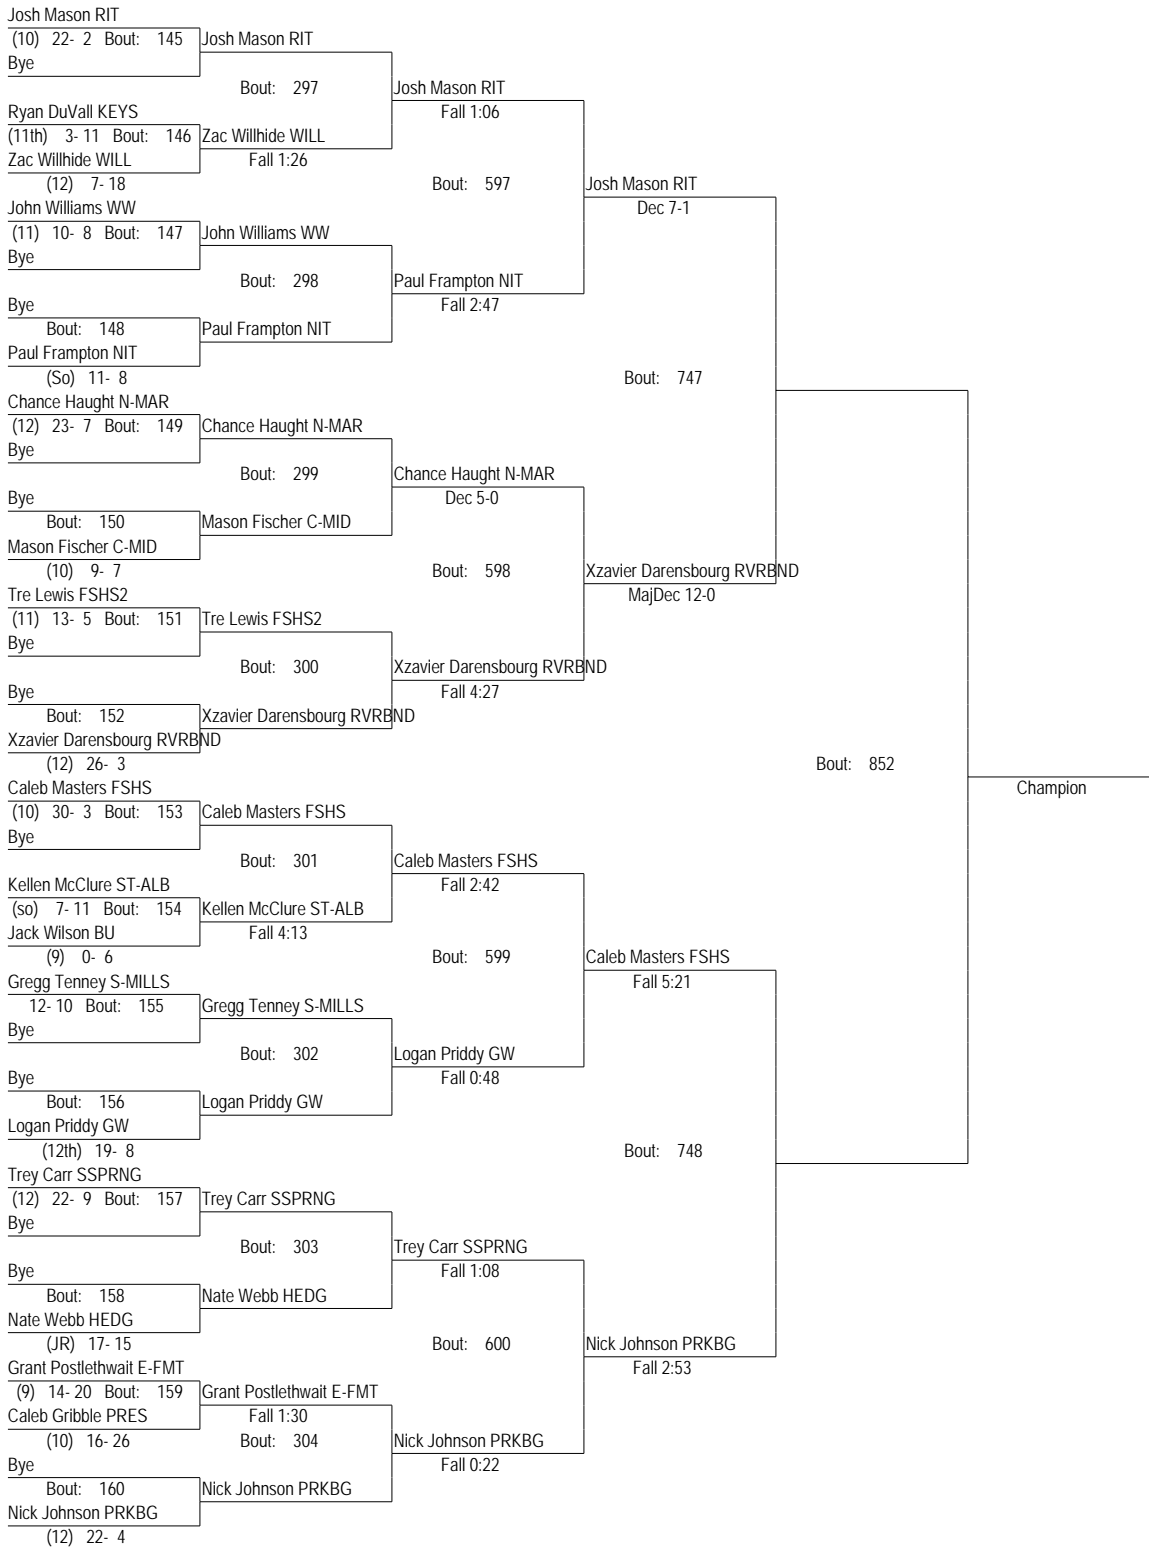 Josh Mason RIT
(10) 22- 2 Bout: 145 Josh Mason RIT
Bye
Bout: 297 Josh Mason RIT
Ryan DuVall KEYS Fall 1:06
(11th) 3- 11 Bout: 146 Zac Willhide WILL
Zac Willhide WILL Fall 1:26
(12) 7- 18 Bout: 597 Josh Mason RIT
John Williams WW Dec 7-1
(11) 10- 8 Bout: 147 John Williams WW
Bye
Bout: 298 Paul Frampton NIT
Bye Fall 2:47
Bout: 148 Paul Frampton NIT
Paul Frampton NIT
(So) 11- 8 Bout: 747
Chance Haught N-MAR
(12) 23- 7 Bout: 149 Chance Haught N-MAR
Bye
Bout: 299 Chance Haught N-MAR
Bye Dec 5-0
Bout: 150 Mason Fischer C-MID
Mason Fischer C-MID
(10) 9- 7 Bout: 598 Xzavier Darensbourg RVRBND
Tre Lewis FSHS2 MajDec 12-0
(11) 13- 5 Bout: 151 Tre Lewis FSHS2
Bye
Bout: 300 Xzavier Darensbourg RVRBND
Bye Fall 4:27
Bout: 152 Xzavier Darensbourg RVRBND
Xzavier Darensbourg RVRBND
(12) 26- 3 Bout: 852
Caleb Masters FSHS Champion
(10) 30- 3 Bout: 153 Caleb Masters FSHS
Bye
Bout: 301 Caleb Masters FSHS
Kellen McClure ST-ALB Fall 2:42
(so) 7- 11 Bout: 154 Kellen McClure ST-ALB
Jack Wilson BU Fall 4:13
(9) 0- 6 Bout: 599 Caleb Masters FSHS
Gregg Tenney S-MILLS Fall 5:21
12- 10 Bout: 155 Gregg Tenney S-MILLS
Bye
Bout: 302 Logan Priddy GW
Bye Fall 0:48
Bout: 156 Logan Priddy GW
Logan Priddy GW
(12th) 19- 8 Bout: 748
Trey Carr SSPRNG
(12) 22- 9 Bout: 157 Trey Carr SSPRNG
Bye
Bout: 303 Trey Carr SSPRNG
Bye Fall 1:08
Bout: 158 Nate Webb HEDG
Nate Webb HEDG
(JR) 17- 15 Bout: 600 Nick Johnson PRKBG
Grant Postlethwait E-FMT Fall 2:53
(9) 14- 20 Bout: 159 Grant Postlethwait E-FMT
Caleb Gribble PRES Fall 1:30
(10) 16- 26 Bout: 304 Nick Johnson PRKBG
Bye Fall 0:22
Bout: 160 Nick Johnson PRKBG
Nick Johnson PRKBG
(12) 22- 4